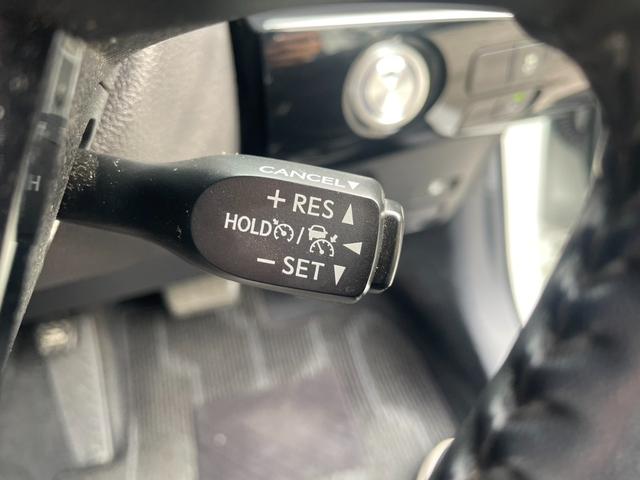 CANCEL▼
+ RES ▲
HOLD / ◀
− SET ▼